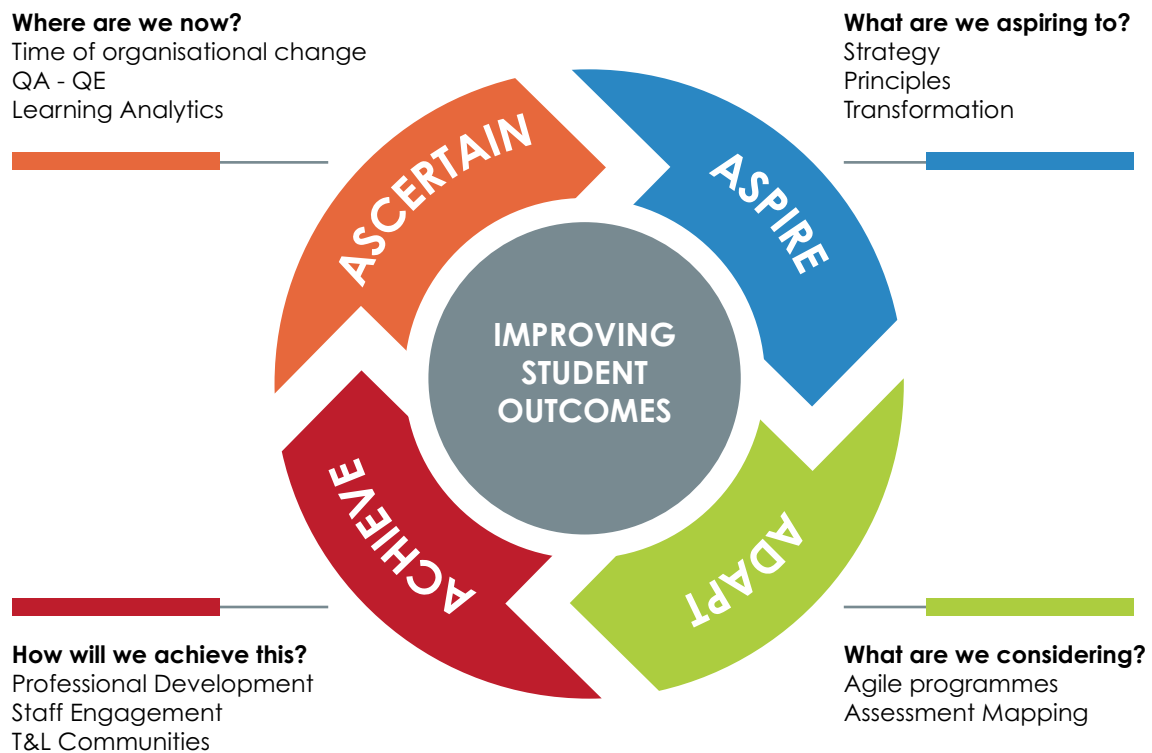 Where are we now?
Time of organisational change
QA - QE
Learning Analytics
What are we aspiring to?
Strategy
Principles
Transformation
ASCERTAIN
ASPIRE
IMPROVING
STUDENT
OUTCOMES
ACHIEVE
ADAPT
How will we achieve this?
Professional Development
Staff Engagement
T&L Communities
What are we considering?
Agile programmes
Assessment Mapping